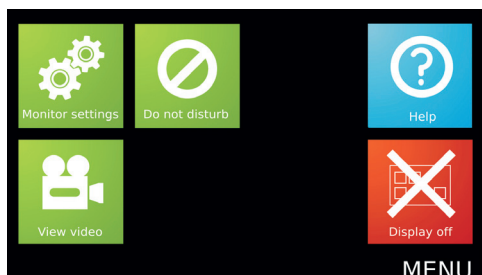 Monitor settings
Do not disturb
Help
View video
Display off
MENU